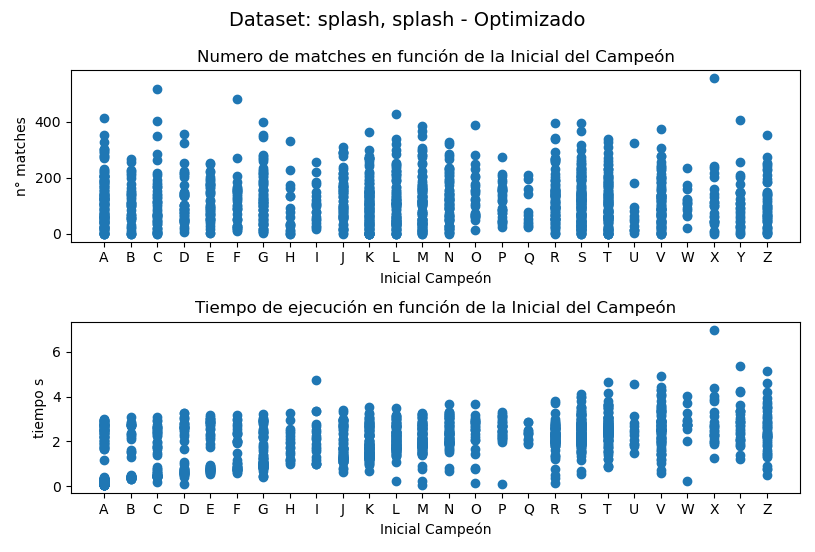 Dataset: splash, splash - Optimizado
Numero de matches en función de la Inicial del Campeón
n° matches
400
200
0
A B C D E F G H I J K L M N O P Q R S T U V W X Y Z
Inicial Campeón
Tiempo de ejecución en función de la Inicial del Campeón
tiempo s
6
4
2
0
A B C D E F G H I J K L M N O P Q R S T U V W X Y Z
Inicial Campeón